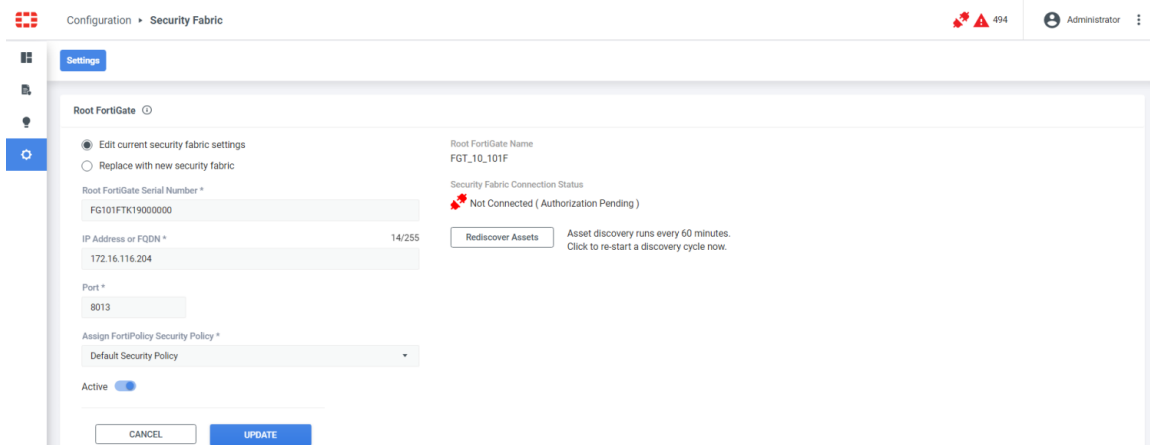 Configuration ▸ Security Fabric
494
Administrator
Settings
Root FortiGate
Edit current security fabric settings
Replace with new security fabric
Root FortiGate Serial Number *
FG101FTK19000000
IP Address or FQDN *
14/255
172.16.116.204
Port *
8013
Assign FortiPolicy Security Policy *
Default Security Policy
Active
CANCEL
UPDATE
Root FortiGate Name
FGT_10_101F
Security Fabric Connection Status
Not Connected ( Authorization Pending )
Rediscover Assets
Asset discovery runs every 60 minutes.
Click to re-start a discovery cycle now.